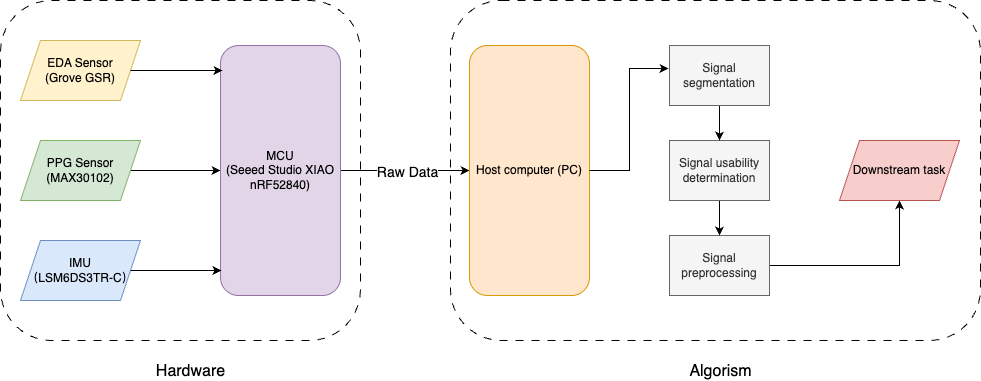 EDA Sensor
(Grove GSR)
PPG Sensor
(MAX30102)
IMU
(LSM6DS3TR-C)
MCU
(Seeed Studio XIAO
nRF52840)
Raw Data
Host computer (PC)
Signal
segmentation
Signal usability
determination
Signal
preprocessing
Downstream task
Hardware
Algorism